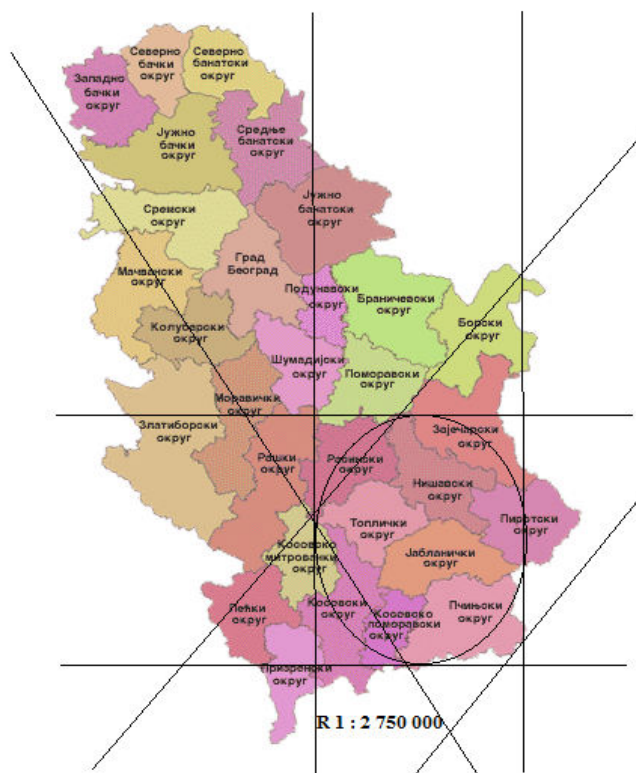 Северно
бачки
округ
Северно
банатски
округ
Западно
бачки
округ
Јужно
бачки
округ
Средње
банатски
округ
Јужно
банатски
округ
Сремски
округ
Град
Београд
Мачвански
округ
Подунавски
округ
Браничевски
округ
Борски
округ
Колубарски
округ
Шумадијски
округ
Поморавски
округ
Моравички
округ
Златиборски
округ
Зајечарски
округ
Рашки
округ
Расински
округ
Нишавски
округ
Пиротски
округ
Топлички
округ
Јабланички
округ
Косовско
митровачки
округ
Пећки
округ
Косовски
округ
Косовско
поморавски
округ
Пчињски
округ
Призренски
округ
R 1 : 2 750 000